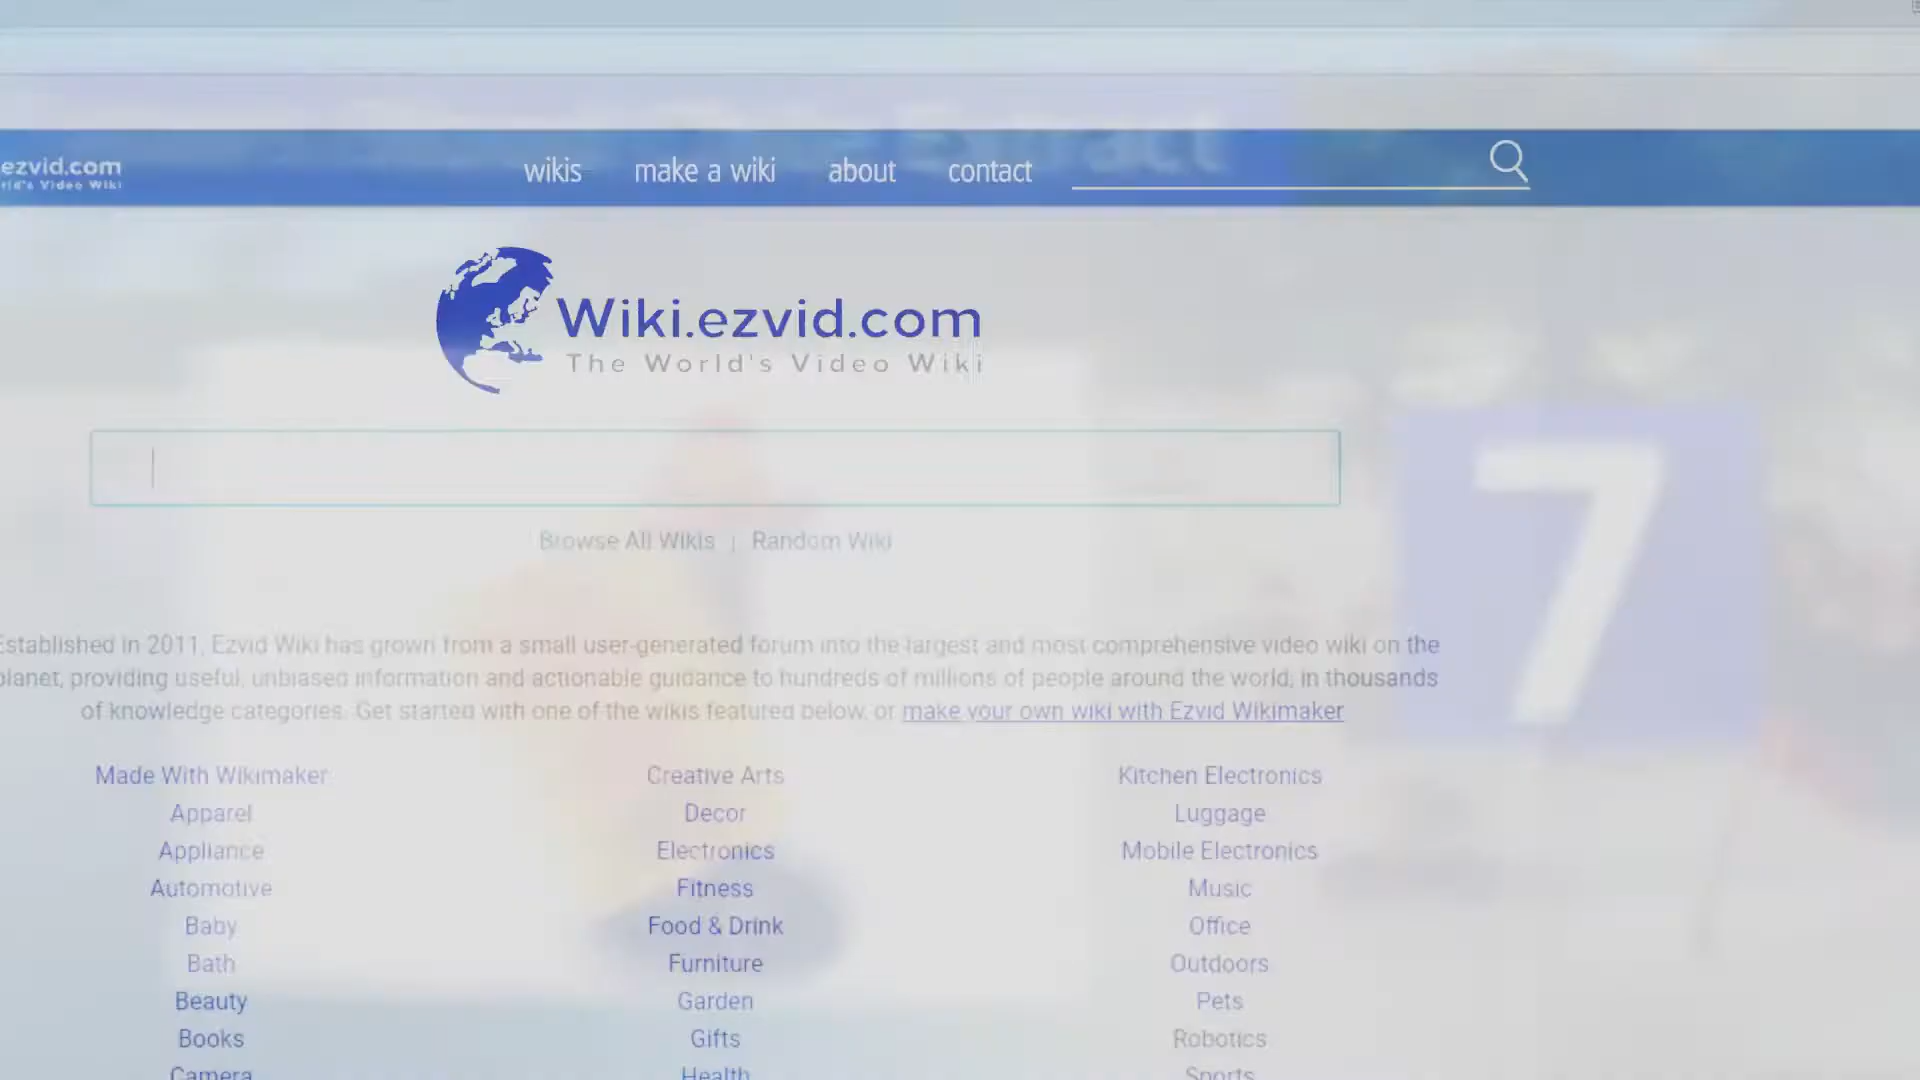 ezvid.com
wikis make a wiki about contact
Wiki.ezvid.com
The World's Video Wiki
Browse All Wikis | Random Wiki
Established in 2011, Ezvid Wiki has grown from a small user-generated forum into the largest and most comprehensive video wiki on the
planet, providing useful, unbiased information and actionable guidance to hundreds of millions of people around the world, in thousands
of knowledge categories. Get started with one of the wikis featured below, or make your own wiki with Ezvid Wikimaker
Made With Wikimaker Creative Arts Kitchen Electronics
Apparel Decor Luggage
Appliance Electronics Mobile Electronics
Automotive Fitness Music
Baby Food & Drink Office
Bath Furniture Outdoors
Beauty Garden Pets
Books Gifts Robotics
Camera Health Sports
7